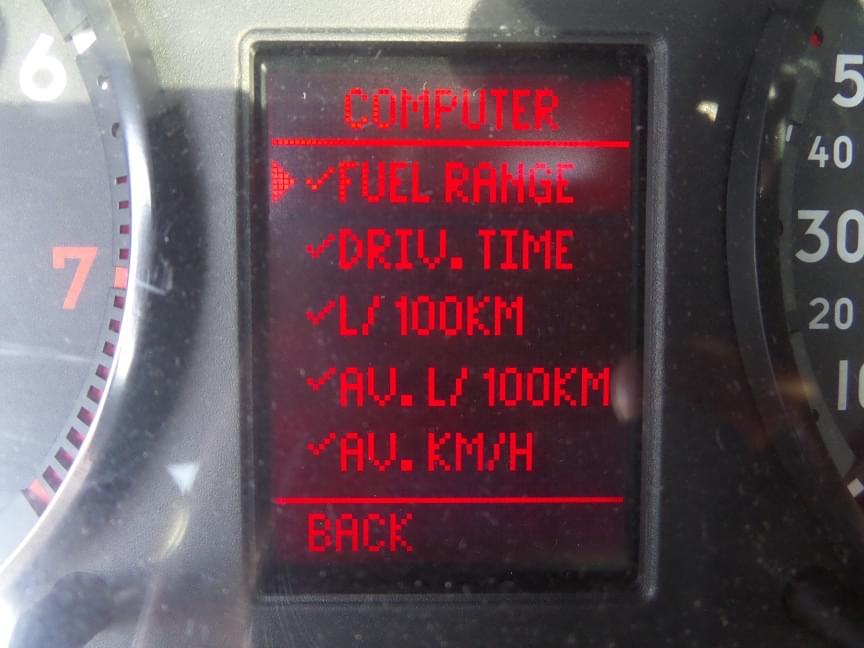 COMPUTER
✓FUEL RANGE
✓DRIV. TIME
✓L/100KM
✓AV. L/100KM
✓AV. KM/H
BACK
6
7
5
40
30
20